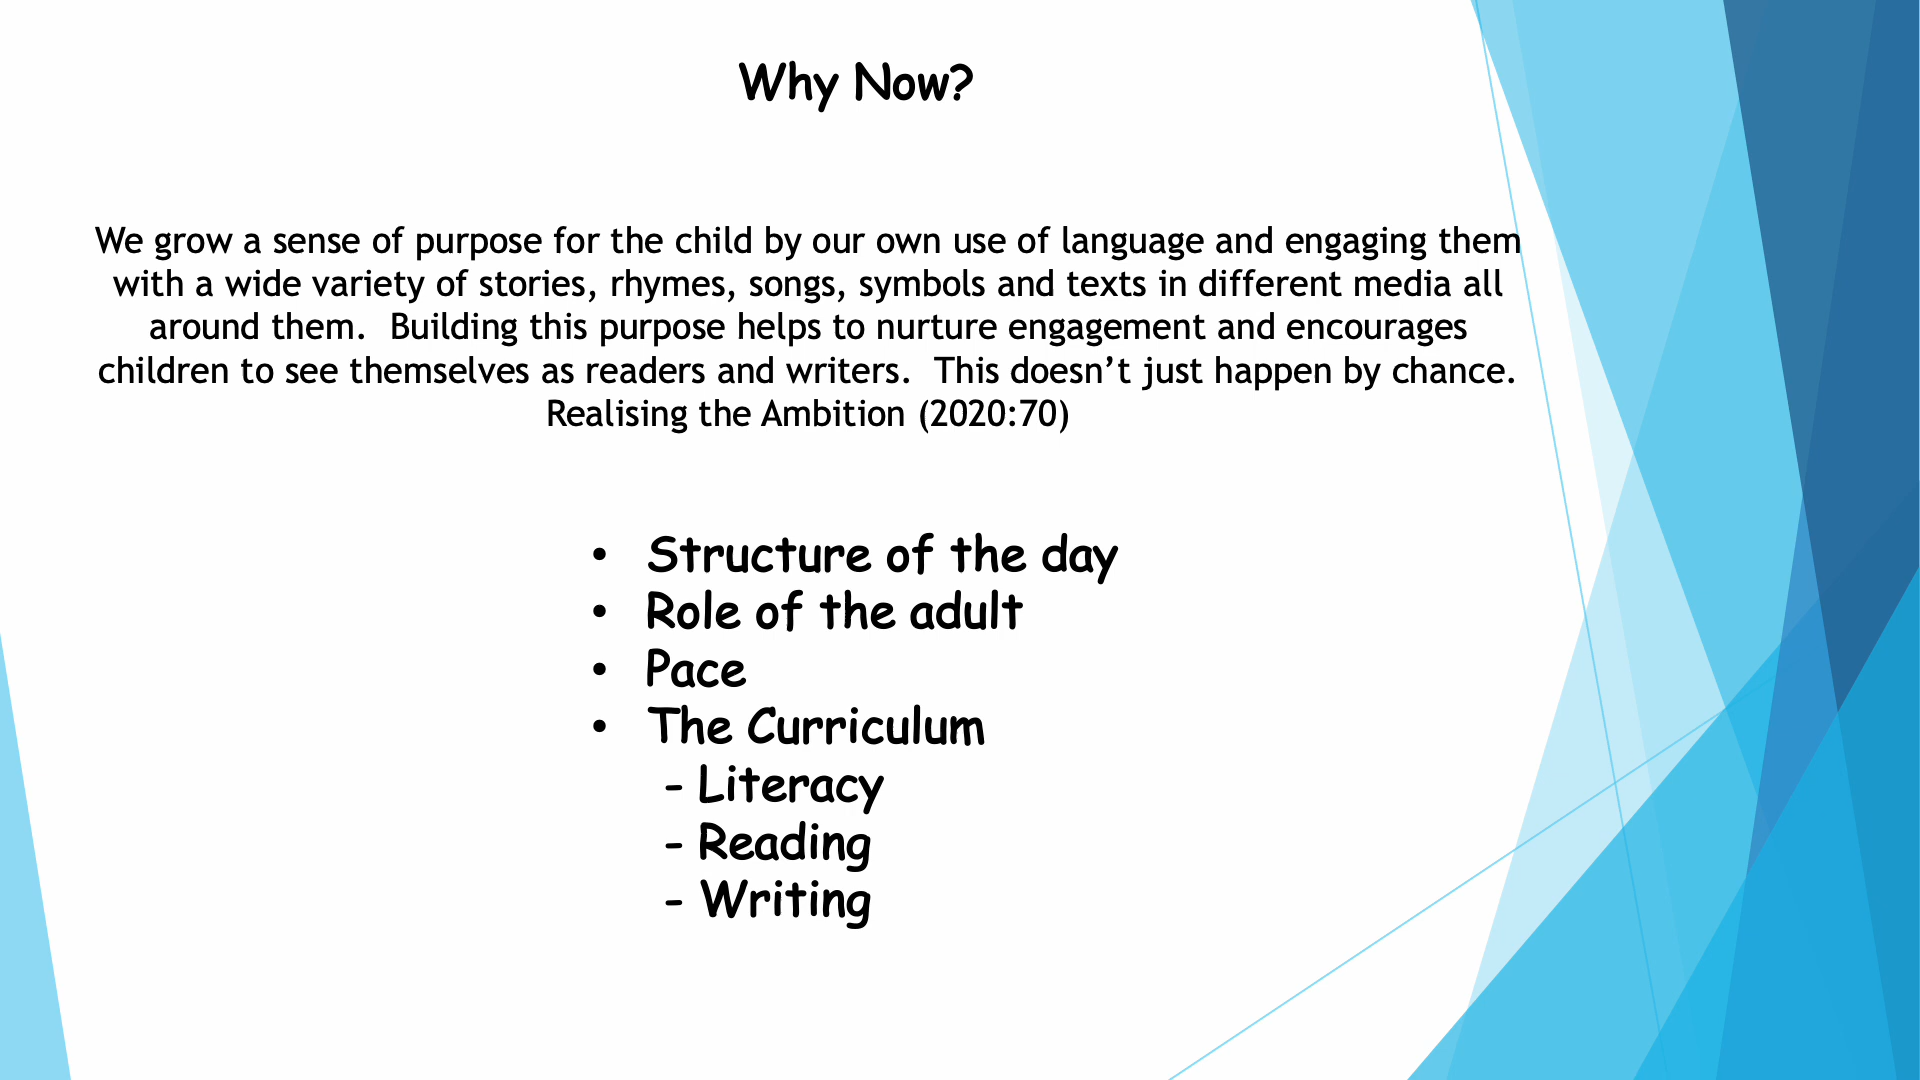 Why Now?
We grow a sense of purpose for the child by our own use of language and engaging them
with a wide variety of stories, rhymes, songs, symbols and texts in different media all
around them.  Building this purpose helps to nurture engagement and encourages
children to see themselves as readers and writers.  This doesn’t just happen by chance.
Realising the Ambition (2020:70)
• Structure of the day
• Role of the adult
• Pace
• The Curriculum
- Literacy
- Reading
- Writing